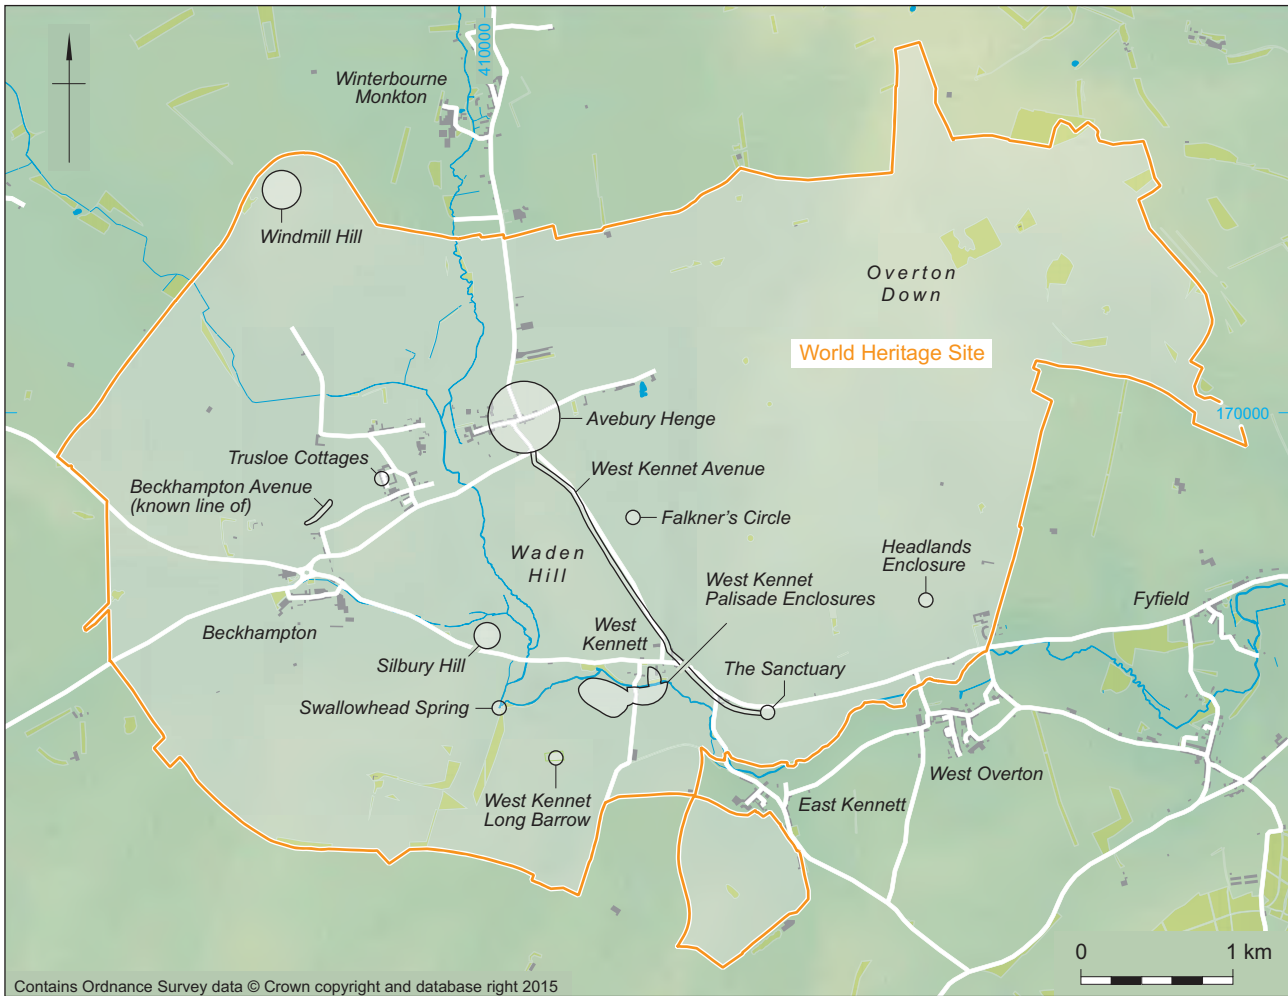 410000
Winterbourne
Monkton
Windmill Hill
Overton
Down
World Heritage Site
170000
Avebury Henge
Trusloe Cottages
West Kennet Avenue
Beckhampton Avenue
(known line of)
Falkner's Circle
Waden
Hill
Headlands
Enclosure
West Kennet
Palisade Enclosures
Fyfield
Beckhampton
West
Kennett
Silbury Hill
The Sanctuary
Swallowhead Spring
West Overton
West Kennet
Long Barrow
East Kennett
0 1 km
Contains Ordnance Survey data © Crown copyright and database right 2015